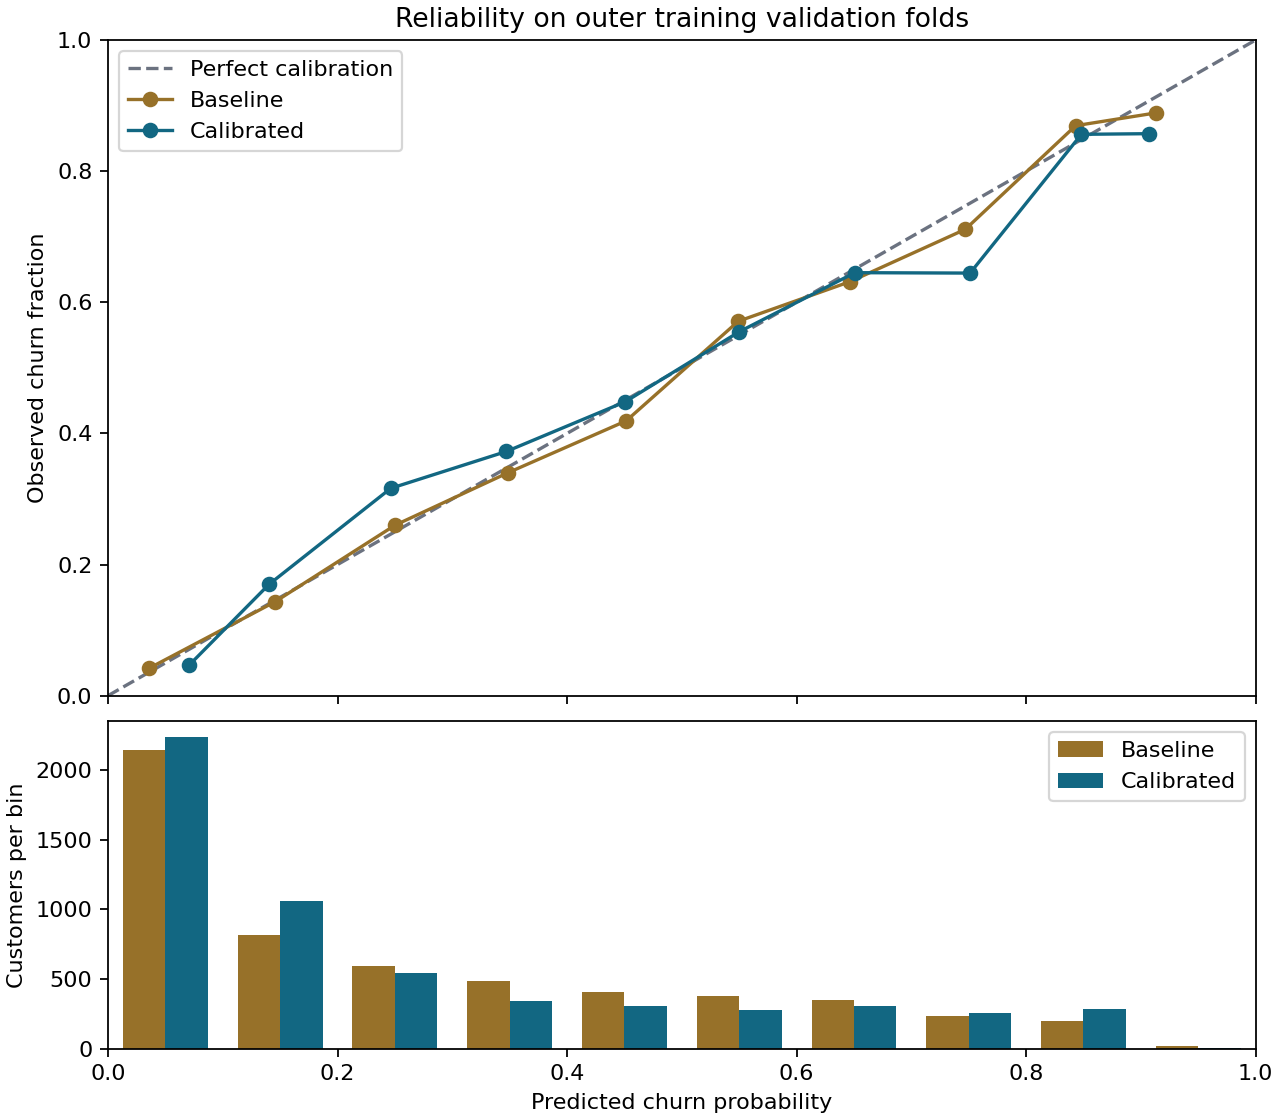 Reliability on outer training validation folds
1.0
0.8
0.6
0.4
0.2
0.0
Observed churn fraction
Perfect calibration
Baseline
Calibrated
2000
1500
1000
500
0
Customers per bin
Baseline
Calibrated
0.0 0.2 0.4 0.6 0.8 1.0
Predicted churn probability